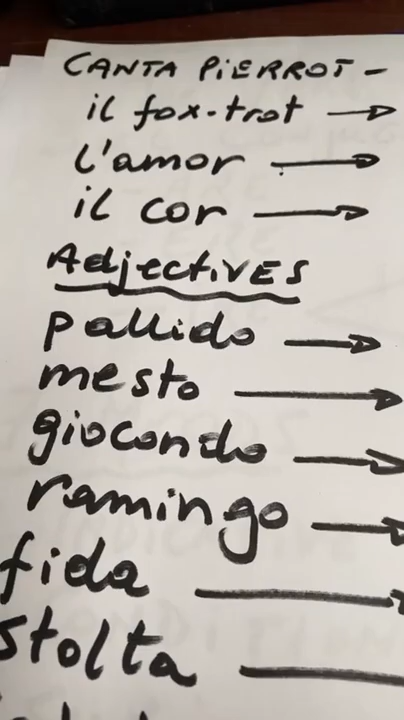 CANTA PIERROT -
il fox-trot →
l'amor →
il cor →
AdjectIVES
pallido →
mesto →
giocondo →
ramingo →
fida →
stolta →